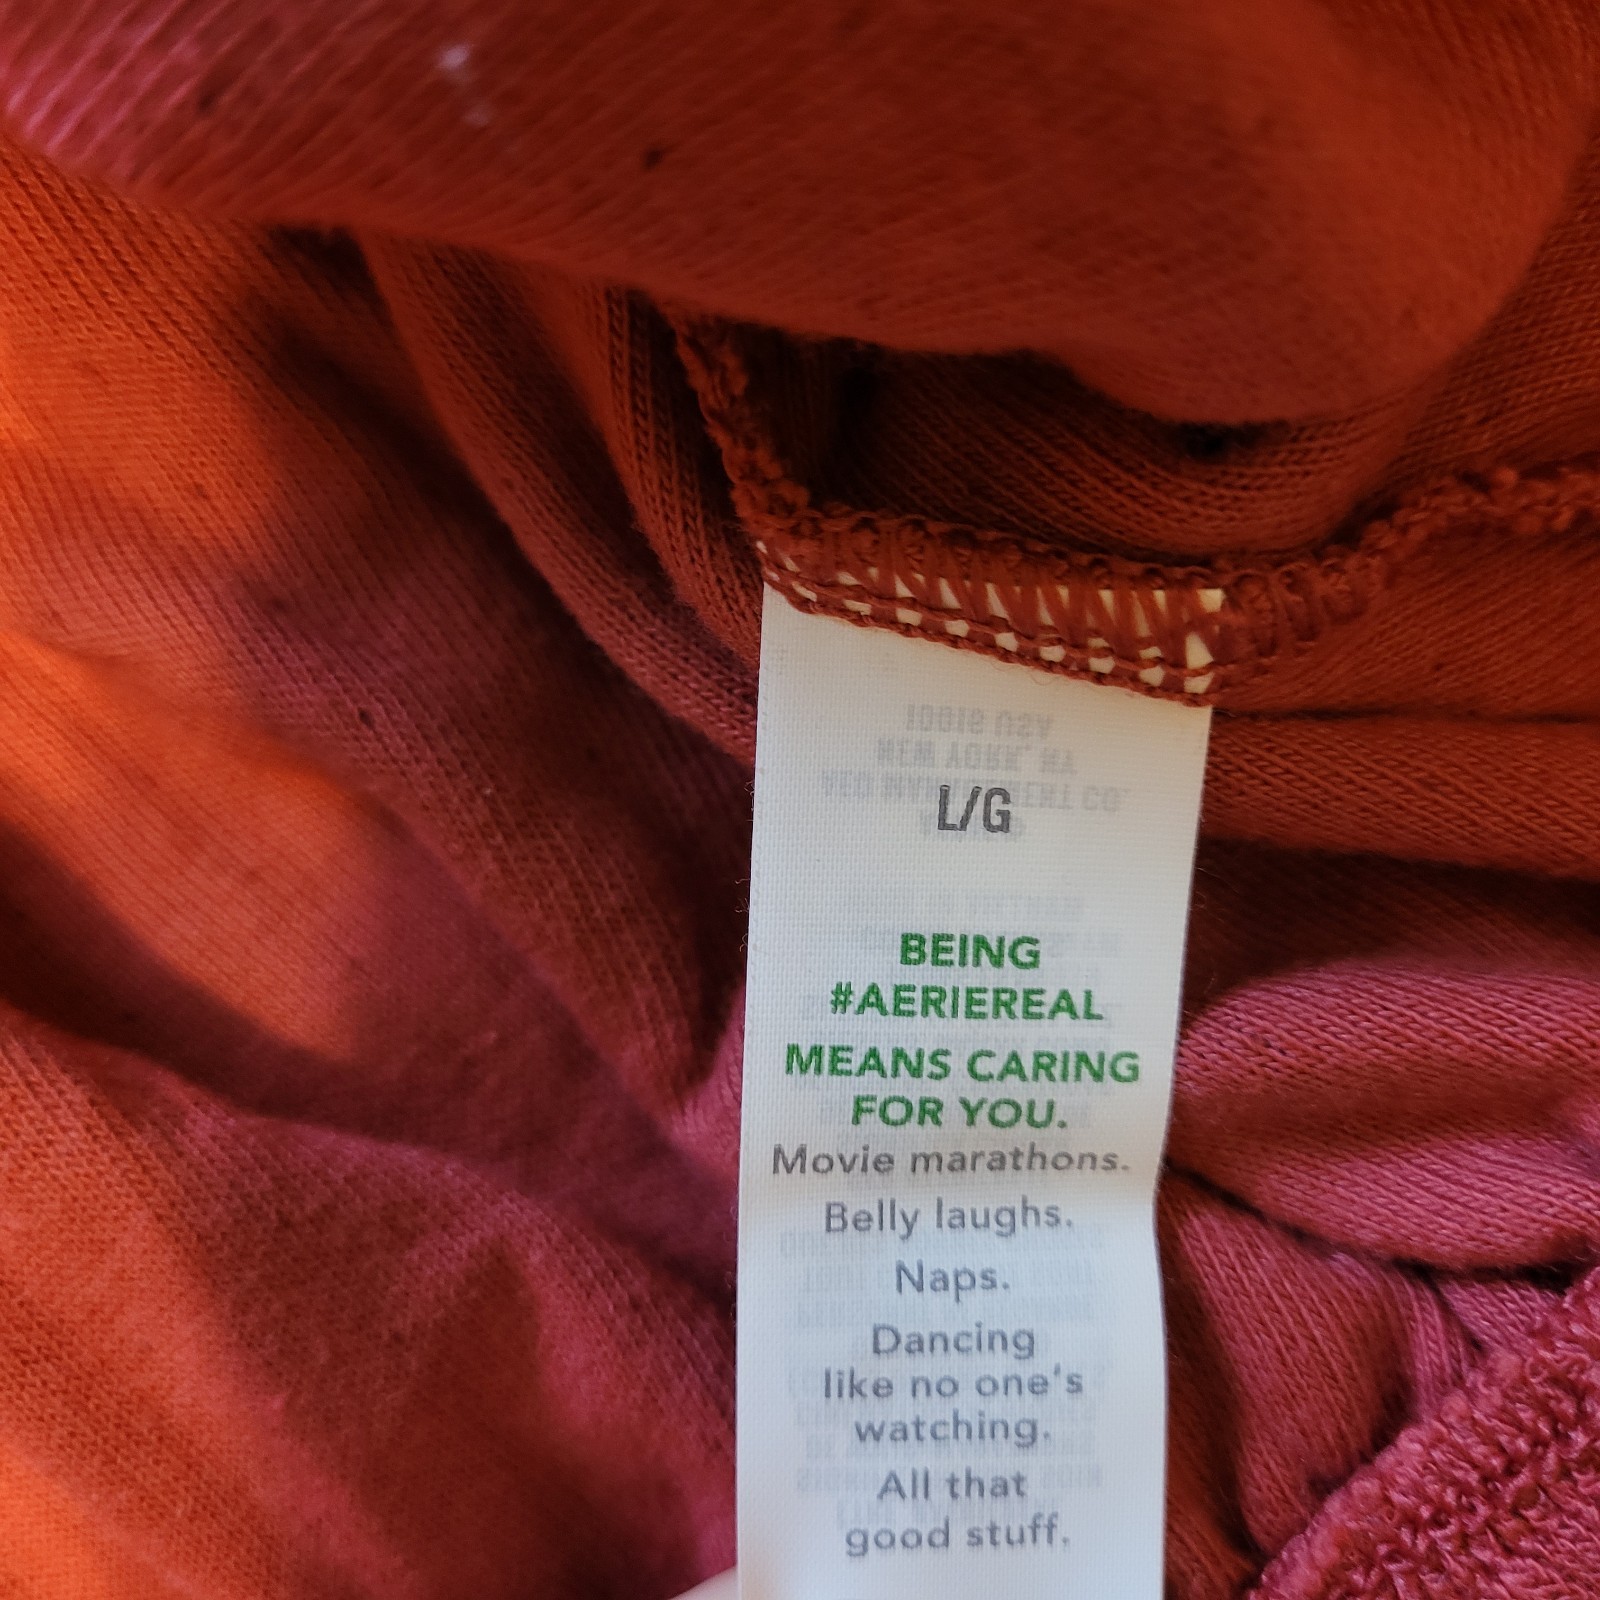 L/G
BEING
#AERIEREAL
MEANS CARING
FOR YOU.
Movie marathons.
Belly laughs.
Naps.
Dancing
like no one's
watching.
All that
good stuff.